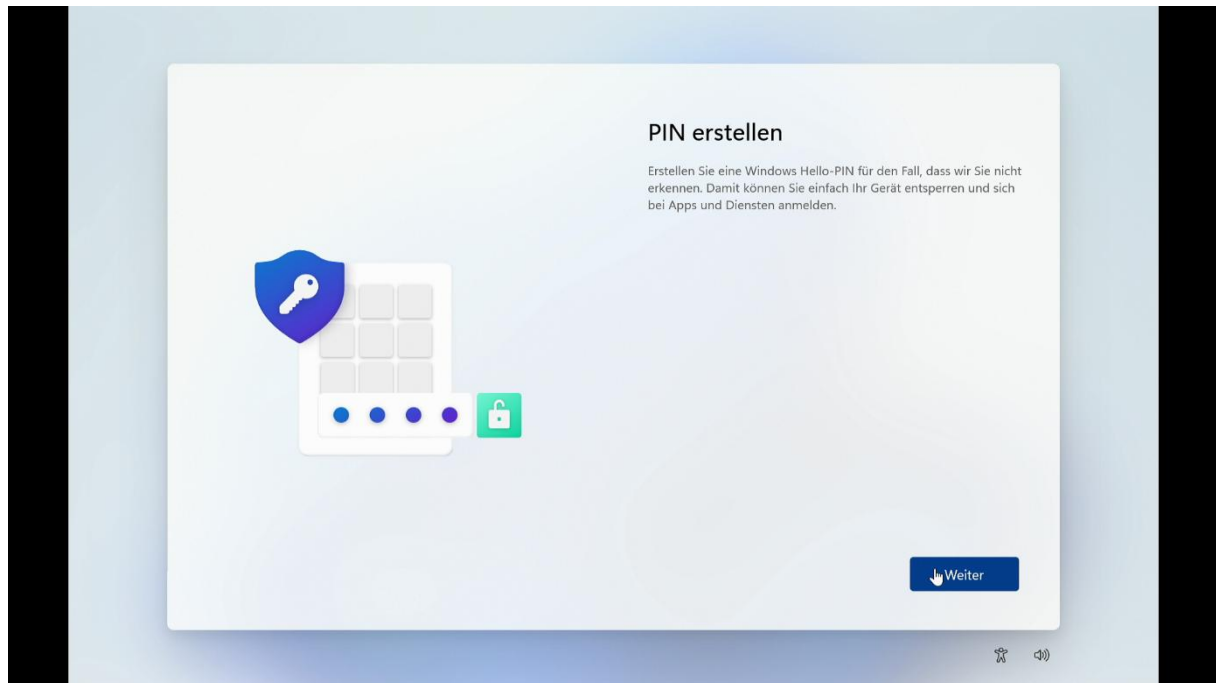 PIN erstellen
Erstellen Sie eine Windows Hello-PIN für den Fall, dass wir Sie nicht
erkennen. Damit können Sie einfach Ihr Gerät entsperren und sich
bei Apps und Diensten anmelden.
Weiter